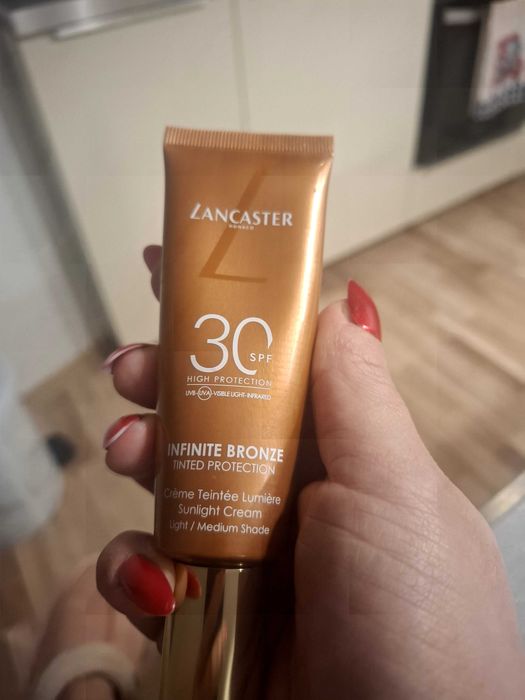 LANCASTER
MONACO
30 SPF
HIGH PROTECTION
UVB-UVA-VISIBLE LIGHT-INFRARED
INFINITE BRONZE
TINTED PROTECTION
Crème Teintée Lumière
Sunlight Cream
Light / Medium Shade